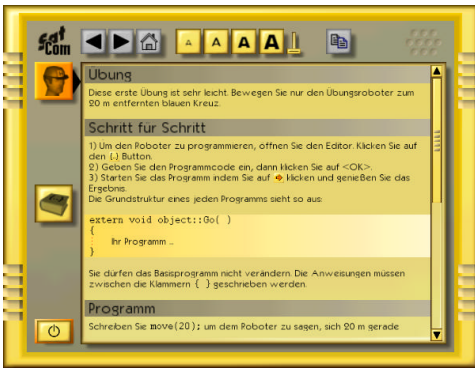 Sat
Com
A A A A
Übung
Diese erste Übung ist sehr leicht. Bewegen Sie nur den Übungsroboter zum
20 m entfernten blauen Kreuz.
Schritt für Schritt
1) Um den Roboter zu programmieren, öffnen Sie den Editor. Klicken Sie auf
den {..} Button.
2) Geben Sie den Programmcode ein, dann klicken Sie auf <OK>.
3) Starten Sie das Programm indem Sie auf klicken und genießen Sie das
Ergebnis.
Die Grundstruktur eines jeden Programms sieht so aus:
extern void object::Go( )
{
Ihr Programm ..
}
Sie dürfen das Basisprogramm nicht verändern. Die Anweisungen müssen
zwischen die Klammern { } geschrieben werden.
Programm
Schreiben Sie move(20); um dem Roboter zu sagen, sich 20 m gerade